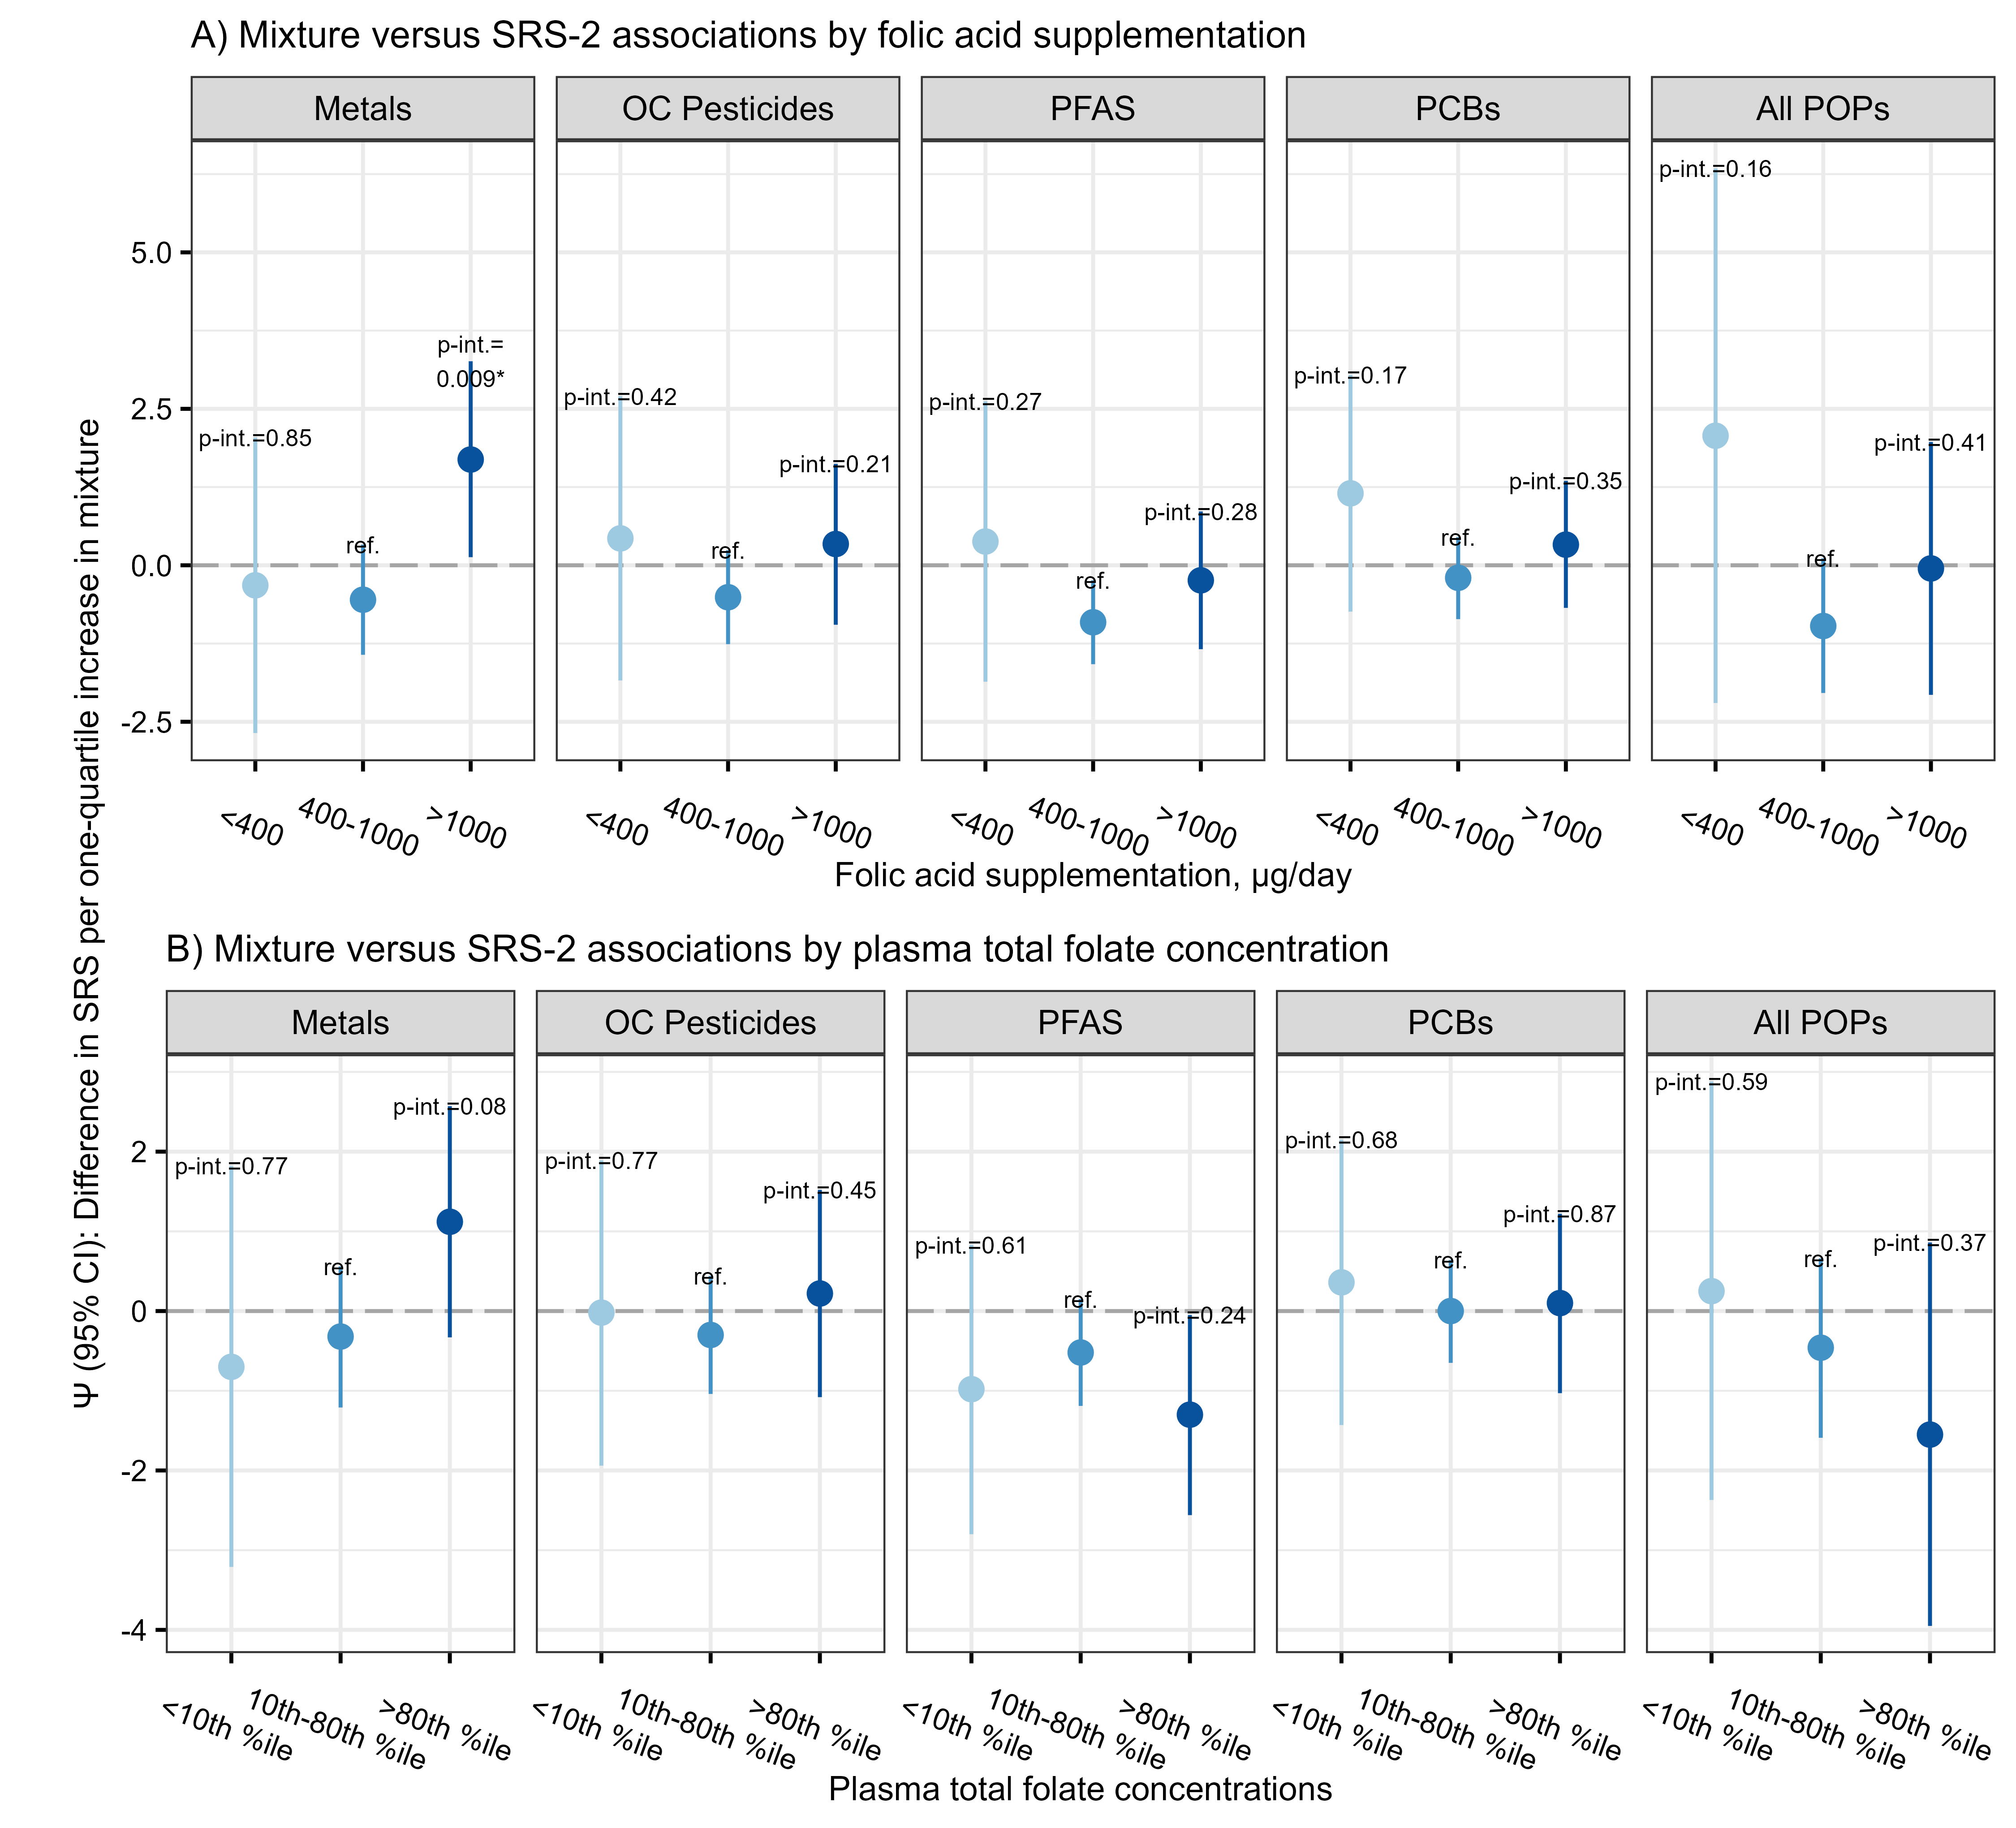 A) Mixture versus SRS-2 associations by folic acid supplementation
Metals
OC Pesticides
PFAS
PCBs
All POPs
Ψ (95% CI): Difference in SRS per one-quartile increase in mixture
5.0
2.5
0.0
-2.5
p-int.=0.85
ref.
p-int.=
0.009*
p-int.=0.42
ref.
p-int.=0.21
p-int.=0.27
ref.
p-int.=0.28
p-int.=0.17
ref.
p-int.=0.35
p-int.=0.16
ref.
p-int.=0.41
<400
400-1000
>1000
<400
400-1000
>1000
<400
400-1000
>1000
<400
400-1000
>1000
<400
400-1000
>1000
Folic acid supplementation, µg/day
B) Mixture versus SRS-2 associations by plasma total folate concentration
Metals
OC Pesticides
PFAS
PCBs
All POPs
2
0
-2
-4
p-int.=0.77
ref.
p-int.=0.08
p-int.=0.77
ref.
p-int.=0.45
p-int.=0.61
ref.
p-int.=0.24
p-int.=0.68
ref.
p-int.=0.87
p-int.=0.59
ref.
p-int.=0.37
<10th %ile
10th-80th %ile
>80th %ile
<10th %ile
10th-80th %ile
>80th %ile
<10th %ile
10th-80th %ile
>80th %ile
<10th %ile
10th-80th %ile
>80th %ile
<10th %ile
10th-80th %ile
>80th %ile
Plasma total folate concentrations